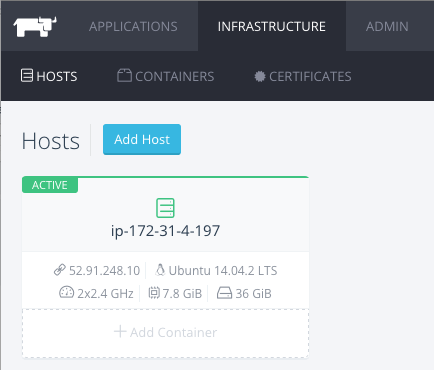 APPLICATIONS INFRASTRUCTURE ADMIN
HOSTS CONTAINERS CERTIFICATES
Hosts Add Host
ACTIVE
ip-172-31-4-197
52.91.248.10 Ubuntu 14.04.2 LTS
2x2.4 GHz 7.8 GiB 36 GiB
Add Container